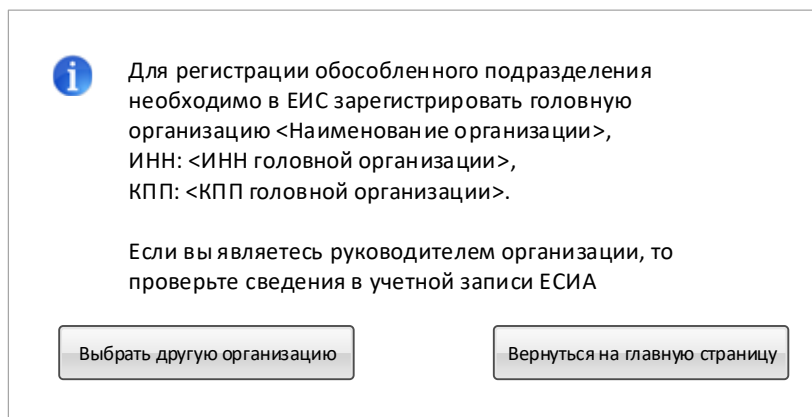 Для регистрации обособленного подразделения
необходимо в ЕИС зарегистрировать головную
организацию <Наименование организации>,
ИНН: <ИНН головной организации>,
КПП: <КПП головной организации>.
Если вы являетесь руководителем организации, то
проверьте сведения в учетной записи ЕСИА
Выбрать другую организацию
Вернуться на главную страницу